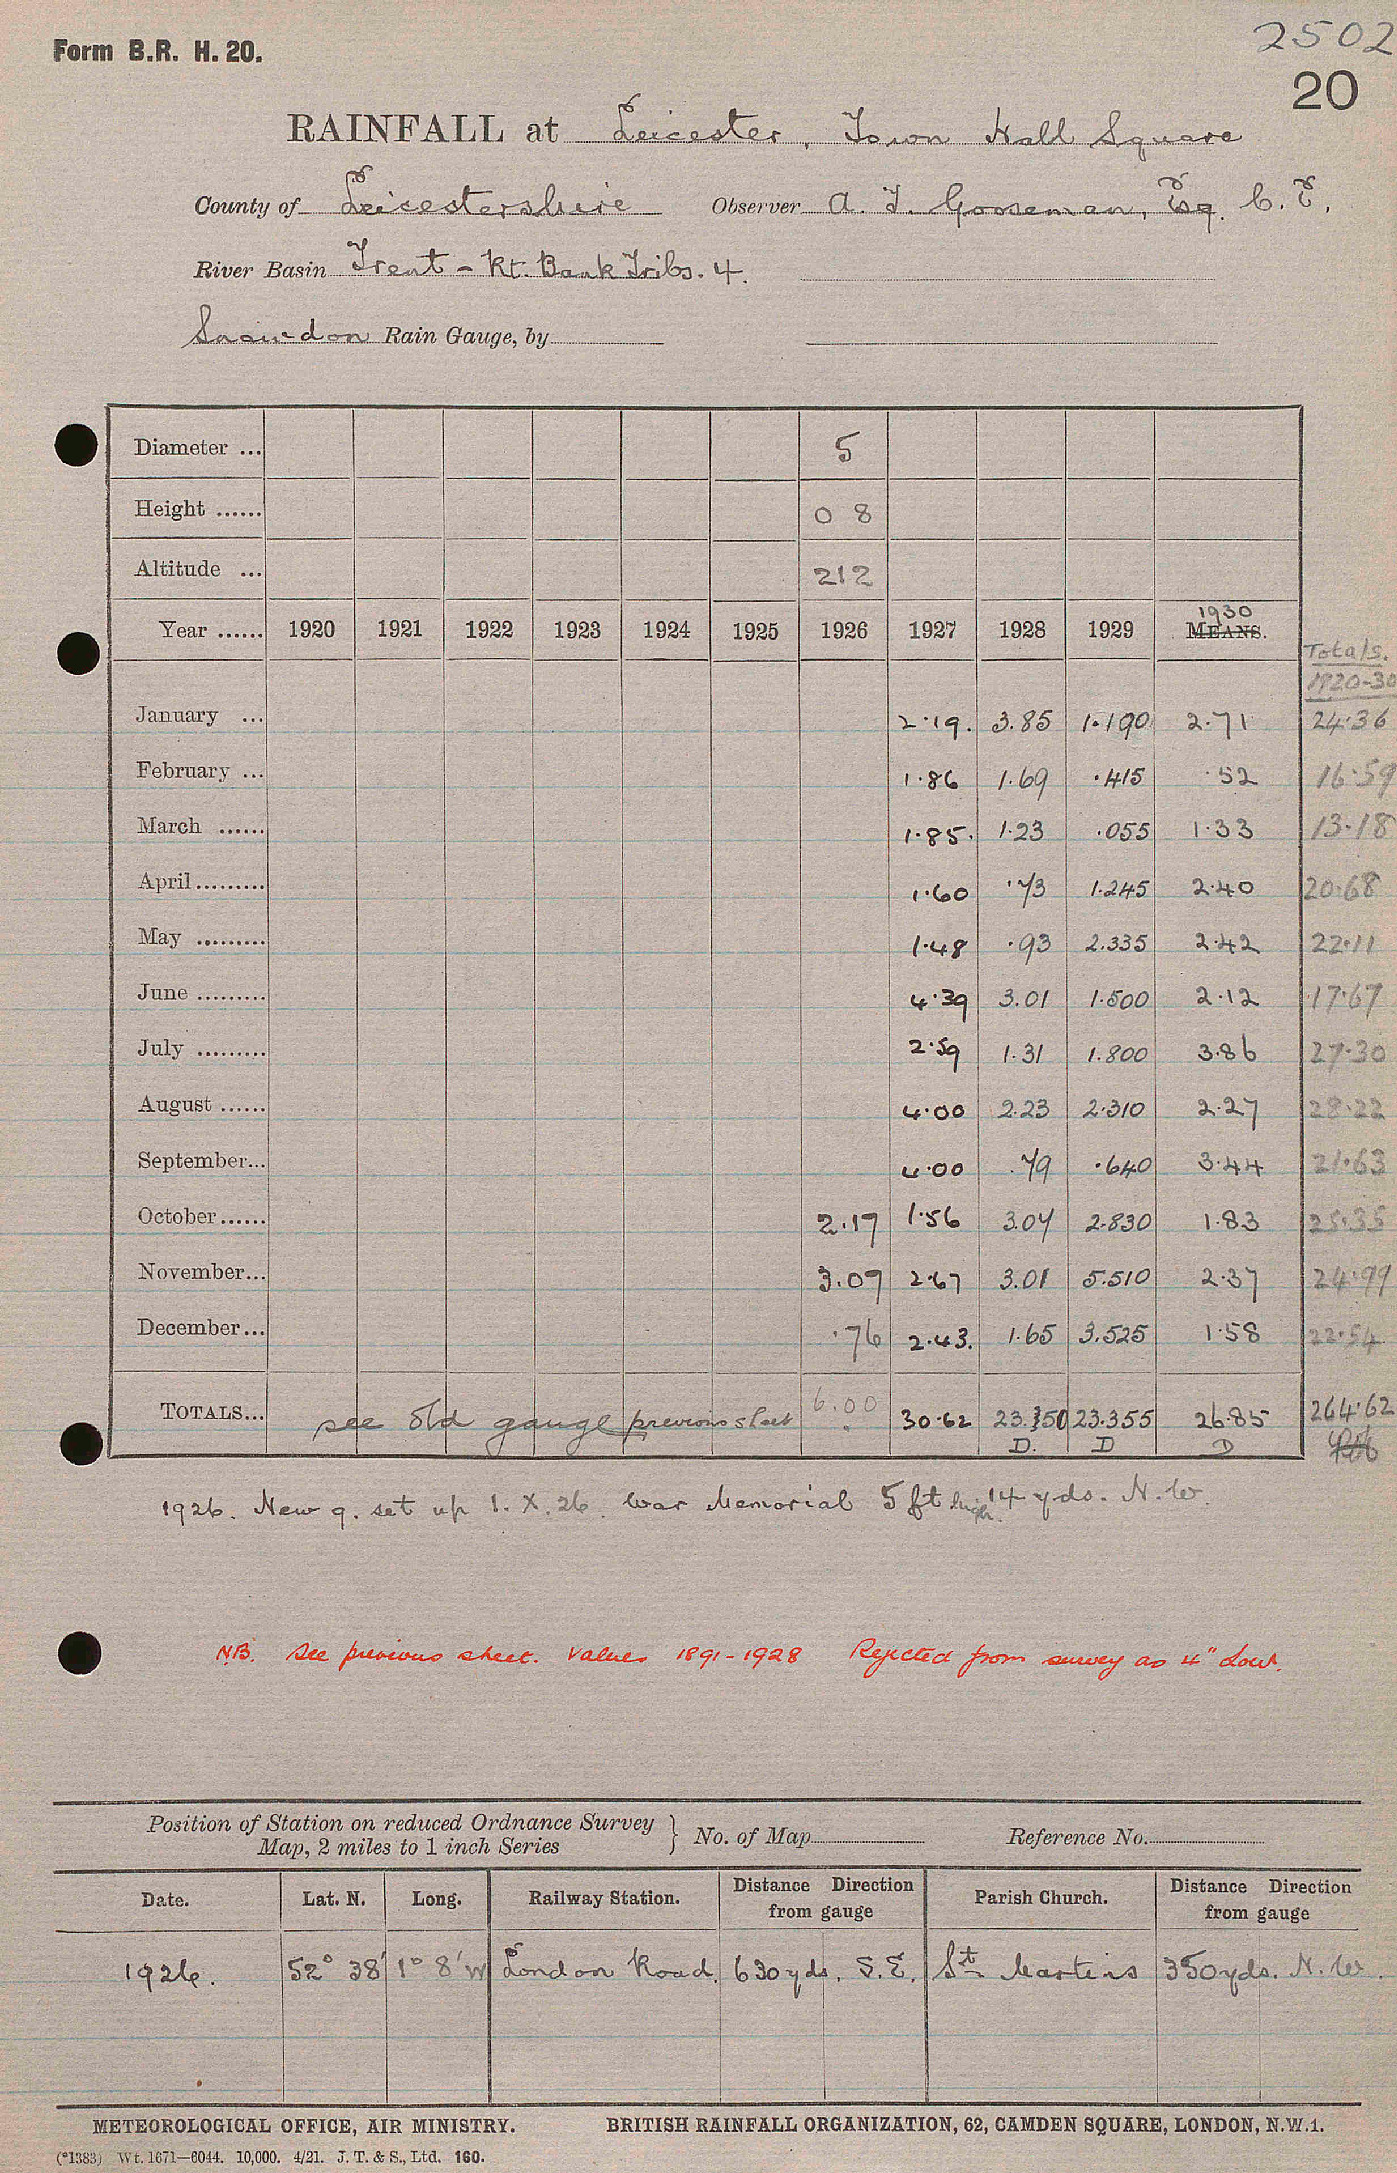 Form B.R. H. 20.
2502
20
RAINFALL at Leicester, Town Hall Square
County of Leicestershire Observer A. T. Gooseman, Esq. C. E.
River Basin Trent - Rt. Bank Tribs. 4.
Snowdon Rain Gauge, by
Diameter ... 5
Height ...... 0 8
Altitude ... 212
Year ...... 1920 1921 1922 1923 1924 1925 1926 1927 1928 1929 1930 MEANS. Totals. 1920-30
January ... 2.19. 3.85 1.190 2.71 24.36
February ... 1.86 1.69 .415 .52 16.59
March ...... 1.85. 1.23 .055 1.33 13.18
April ......... 1.60 .73 1.245 2.40 20.68
May ......... 1.48 .93 2.335 2.42 22.11
June ......... 4.39 3.01 1.500 2.12 17.67
July ......... 2.59 1.31 1.800 3.86 27.30
August ...... 4.00 2.23 2.310 2.27 28.22
September... 4.00 .79 .640 3.44 21.63
October ...... 2.17 1.56 3.04 2.830 1.83 25.35
November... 3.07 2.67 3.01 5.510 2.37 24.99
December... .76 2.43. 1.65 3.525 1.58 22.54
TOTALS... see old gauge previous sheet 6.00 30.62 23.50 23.355 26.85 264.62
D. D D
1926. New g. set up 1. X. 26. War Memorial 5 ft high 14 yds. N.W.
N.B. See previous sheet. Values 1891-1928 Rejected from survey as 4" Low.
Position of Station on reduced Ordnance Survey
Map, 2 miles to 1 inch Series } No. of Map Reference No.
Date. Lat. N. Long. Railway Station. Distance Direction from gauge Parish Church. Distance Direction from gauge
1926. 52° 38' 1° 8' W London Road. 630 yds. S.E. St Martins 350 yds. N.W.
METEOROLOGICAL OFFICE, AIR MINISTRY. BRITISH RAINFALL ORGANIZATION, 62, CAMDEN SQUARE, LONDON, N.W.1.
(*1383) Wt. 1671—6044. 10,000. 4/21. J. T. & S., Ltd. 160.